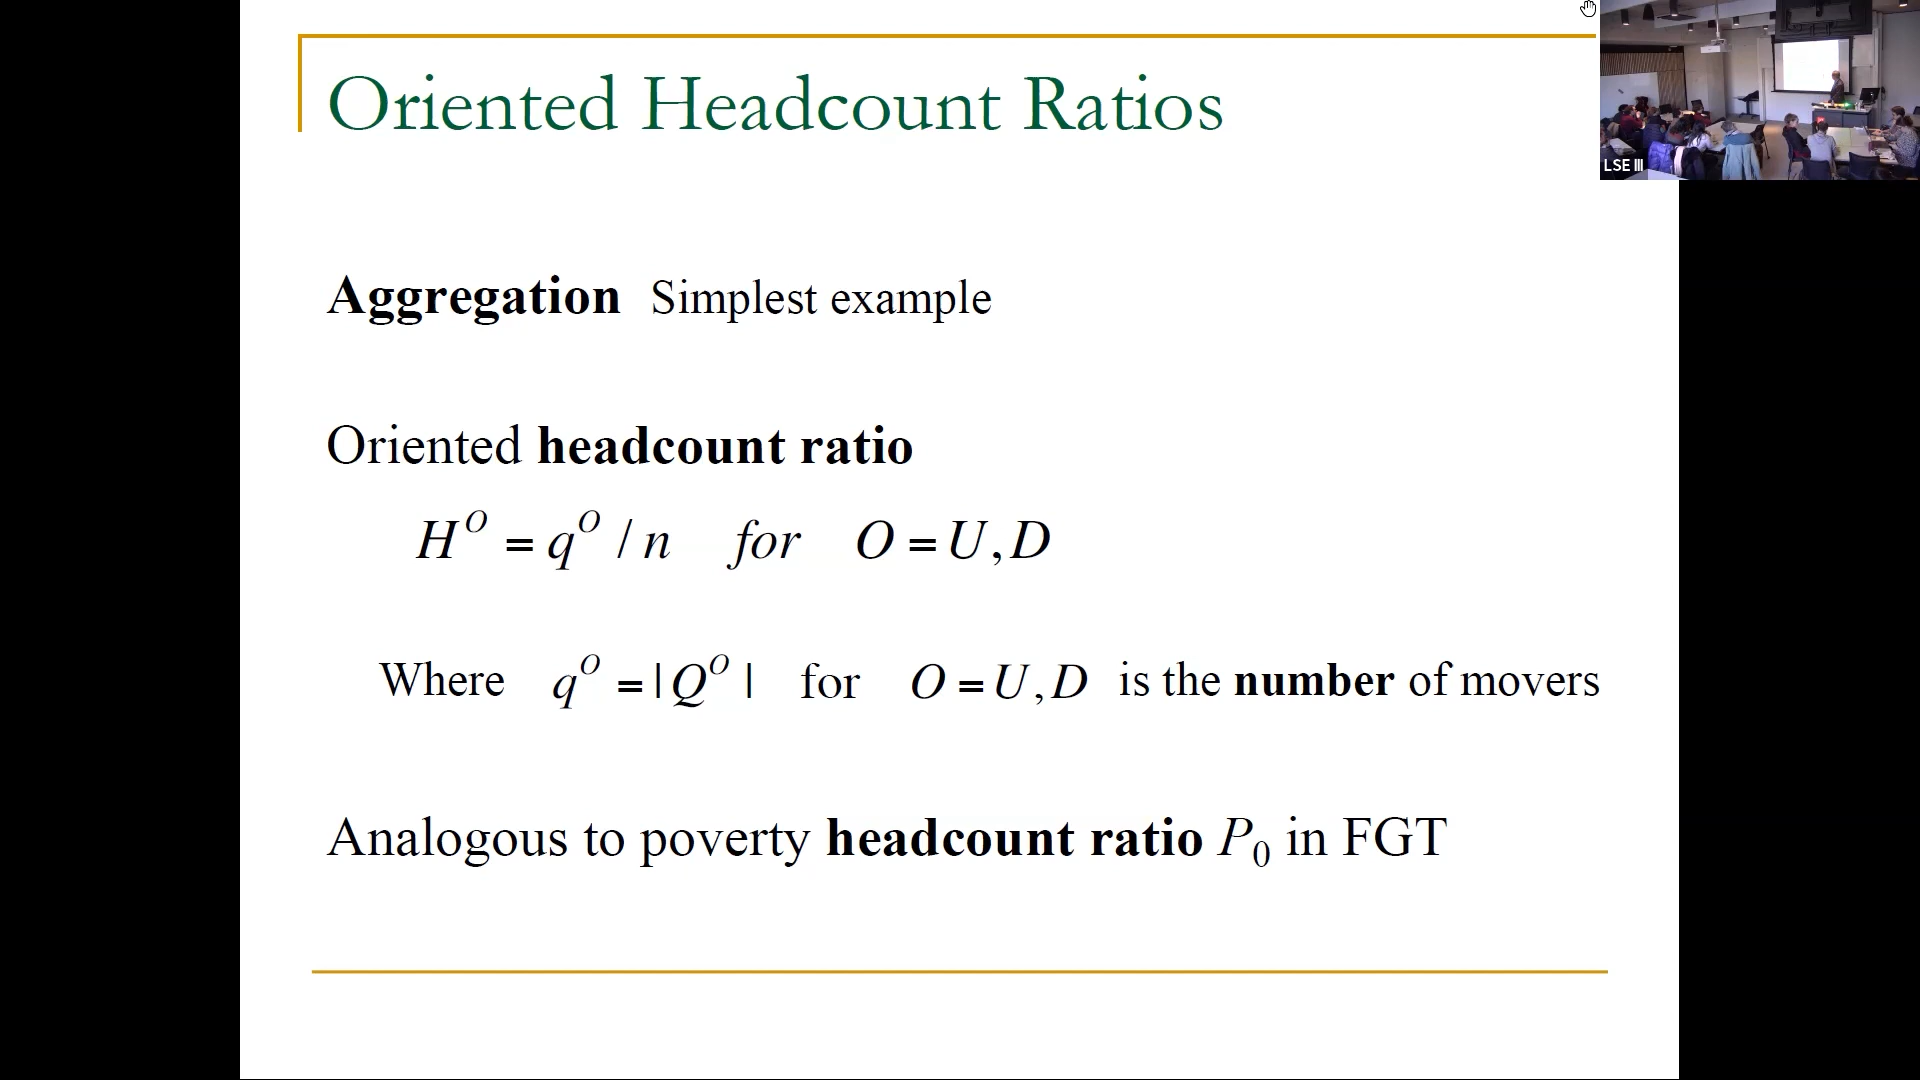 Oriented Headcount Ratios
LSE III
Aggregation Simplest example
Oriented headcount ratio
H^O = q^O / n for O = U, D
Where q^O = | Q^O | for O = U, D is the number of movers
Analogous to poverty headcount ratio P₀ in FGT